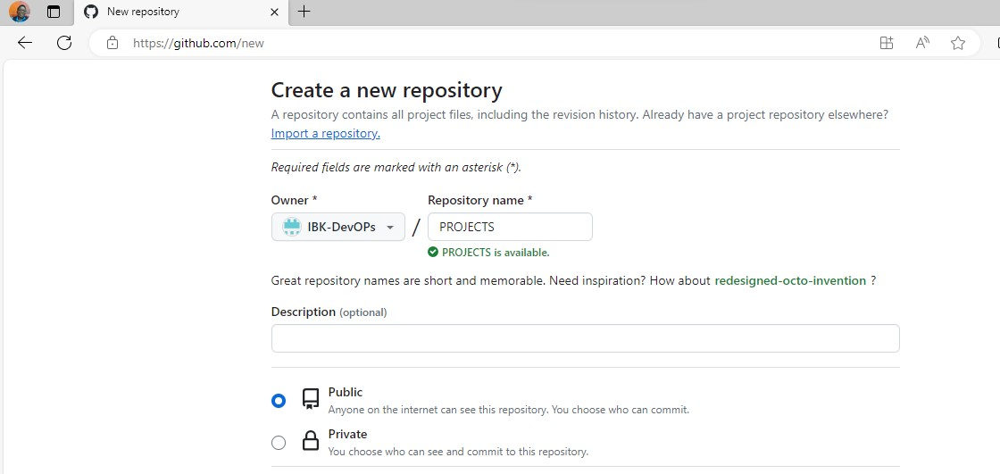 New repository
https://github.com/new
Create a new repository
A repository contains all project files, including the revision history. Already have a project repository elsewhere?
Import a repository.
Required fields are marked with an asterisk (*).
Owner * Repository name *
IBK-DevOPs / PROJECTS
PROJECTS is available.
Great repository names are short and memorable. Need inspiration? How about redesigned-octo-invention ?
Description (optional)
Public
Anyone on the internet can see this repository. You choose who can commit.
Private
You choose who can see and commit to this repository.